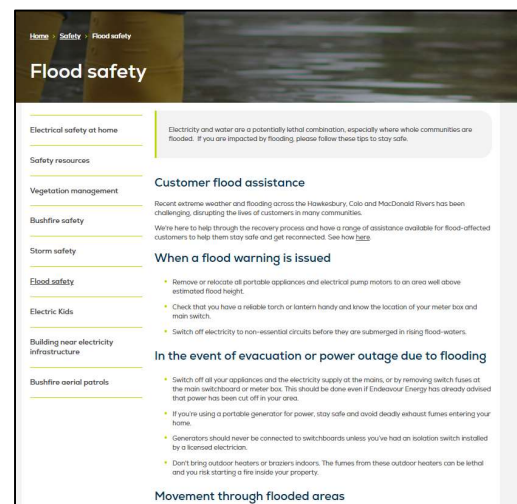 Home > Safety > Flood safety
Flood safety
Electrical safety at home
Safety resources
Vegetation management
Bushfire safety
Storm safety
Flood safety
Electric Kids
Building near electricity
infrastructure
Bushfire aerial patrols
Electricity and water are a potentially lethal combination, especially where whole communities are
flooded. If you are impacted by flooding, please follow these tips to stay safe.
Customer flood assistance
Recent extreme weather and flooding across the Hawkesbury, Colo and MacDonald Rivers has been
challenging, disrupting the lives of customers in many communities.
We're here to help through the recovery process and have a range of assistance available for flood-affected
customers to help them stay safe and get reconnected. See how here.
When a flood warning is issued
• Remove or relocate all portable appliances and electrical pump motors to an area well above
estimated flood height.
• Check that you have a reliable torch or lantern handy and know the location of your meter box and
main switch.
• Switch off electricity to non-essential circuits before they are submerged in rising flood-waters.
In the event of evacuation or power outage due to flooding
• Switch off all your appliances and the electricity supply at the mains, or by removing switch fuses at
the main switchboard or meter box. This should be done even if Endeavour Energy has already advised
that power has been cut off in your area.
• If you're using a portable generator for power, stay safe and avoid deadly exhaust fumes entering your
home.
• Generators should never be connected to switchboards unless you've had an isolation switch installed
by a licensed electrician.
• Don't bring outdoor heaters or braziers indoors. The fumes from these outdoor heaters can be lethal
and you risk starting a fire inside your property.
Movement through flooded areas